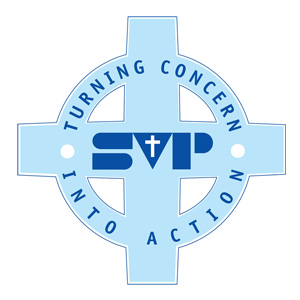 TURNING CONCERN
SVP
INTO ACTION